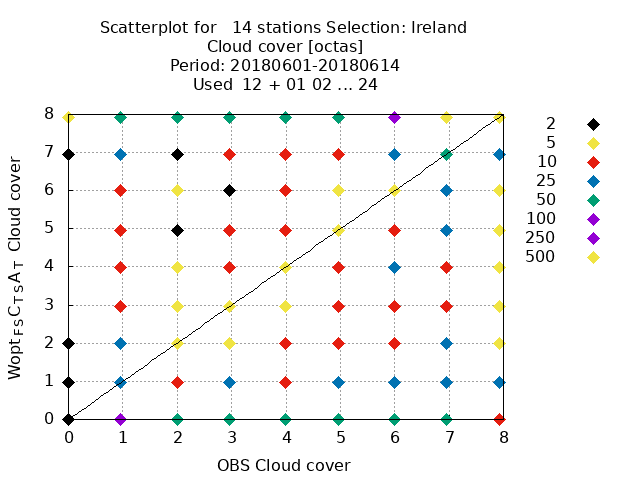 Scatterplot for   14 stations Selection: Ireland
Cloud cover [octas]
Period: 20180601-20180614
Used  12 + 01 02 ... 24
8
7
6
5
4
3
2
1
0
0 1 2 3 4 5 6 7 8
OBS Cloud cover
Wopt FS C T S A T  Cloud cover
2
5
10
25
50
100
250
500